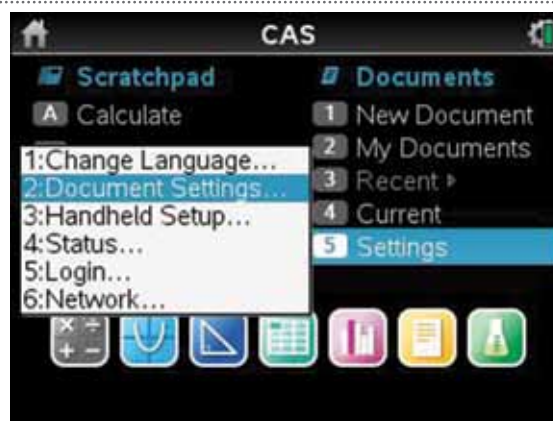 CAS
Scratchpad
A Calculate
Documents
1 New Document
2 My Documents
3 Recent
4 Current
5 Settings
1:Change Language...
2:Document Settings...
3:Handheld Setup...
4:Status...
5:Login...
6:Network...